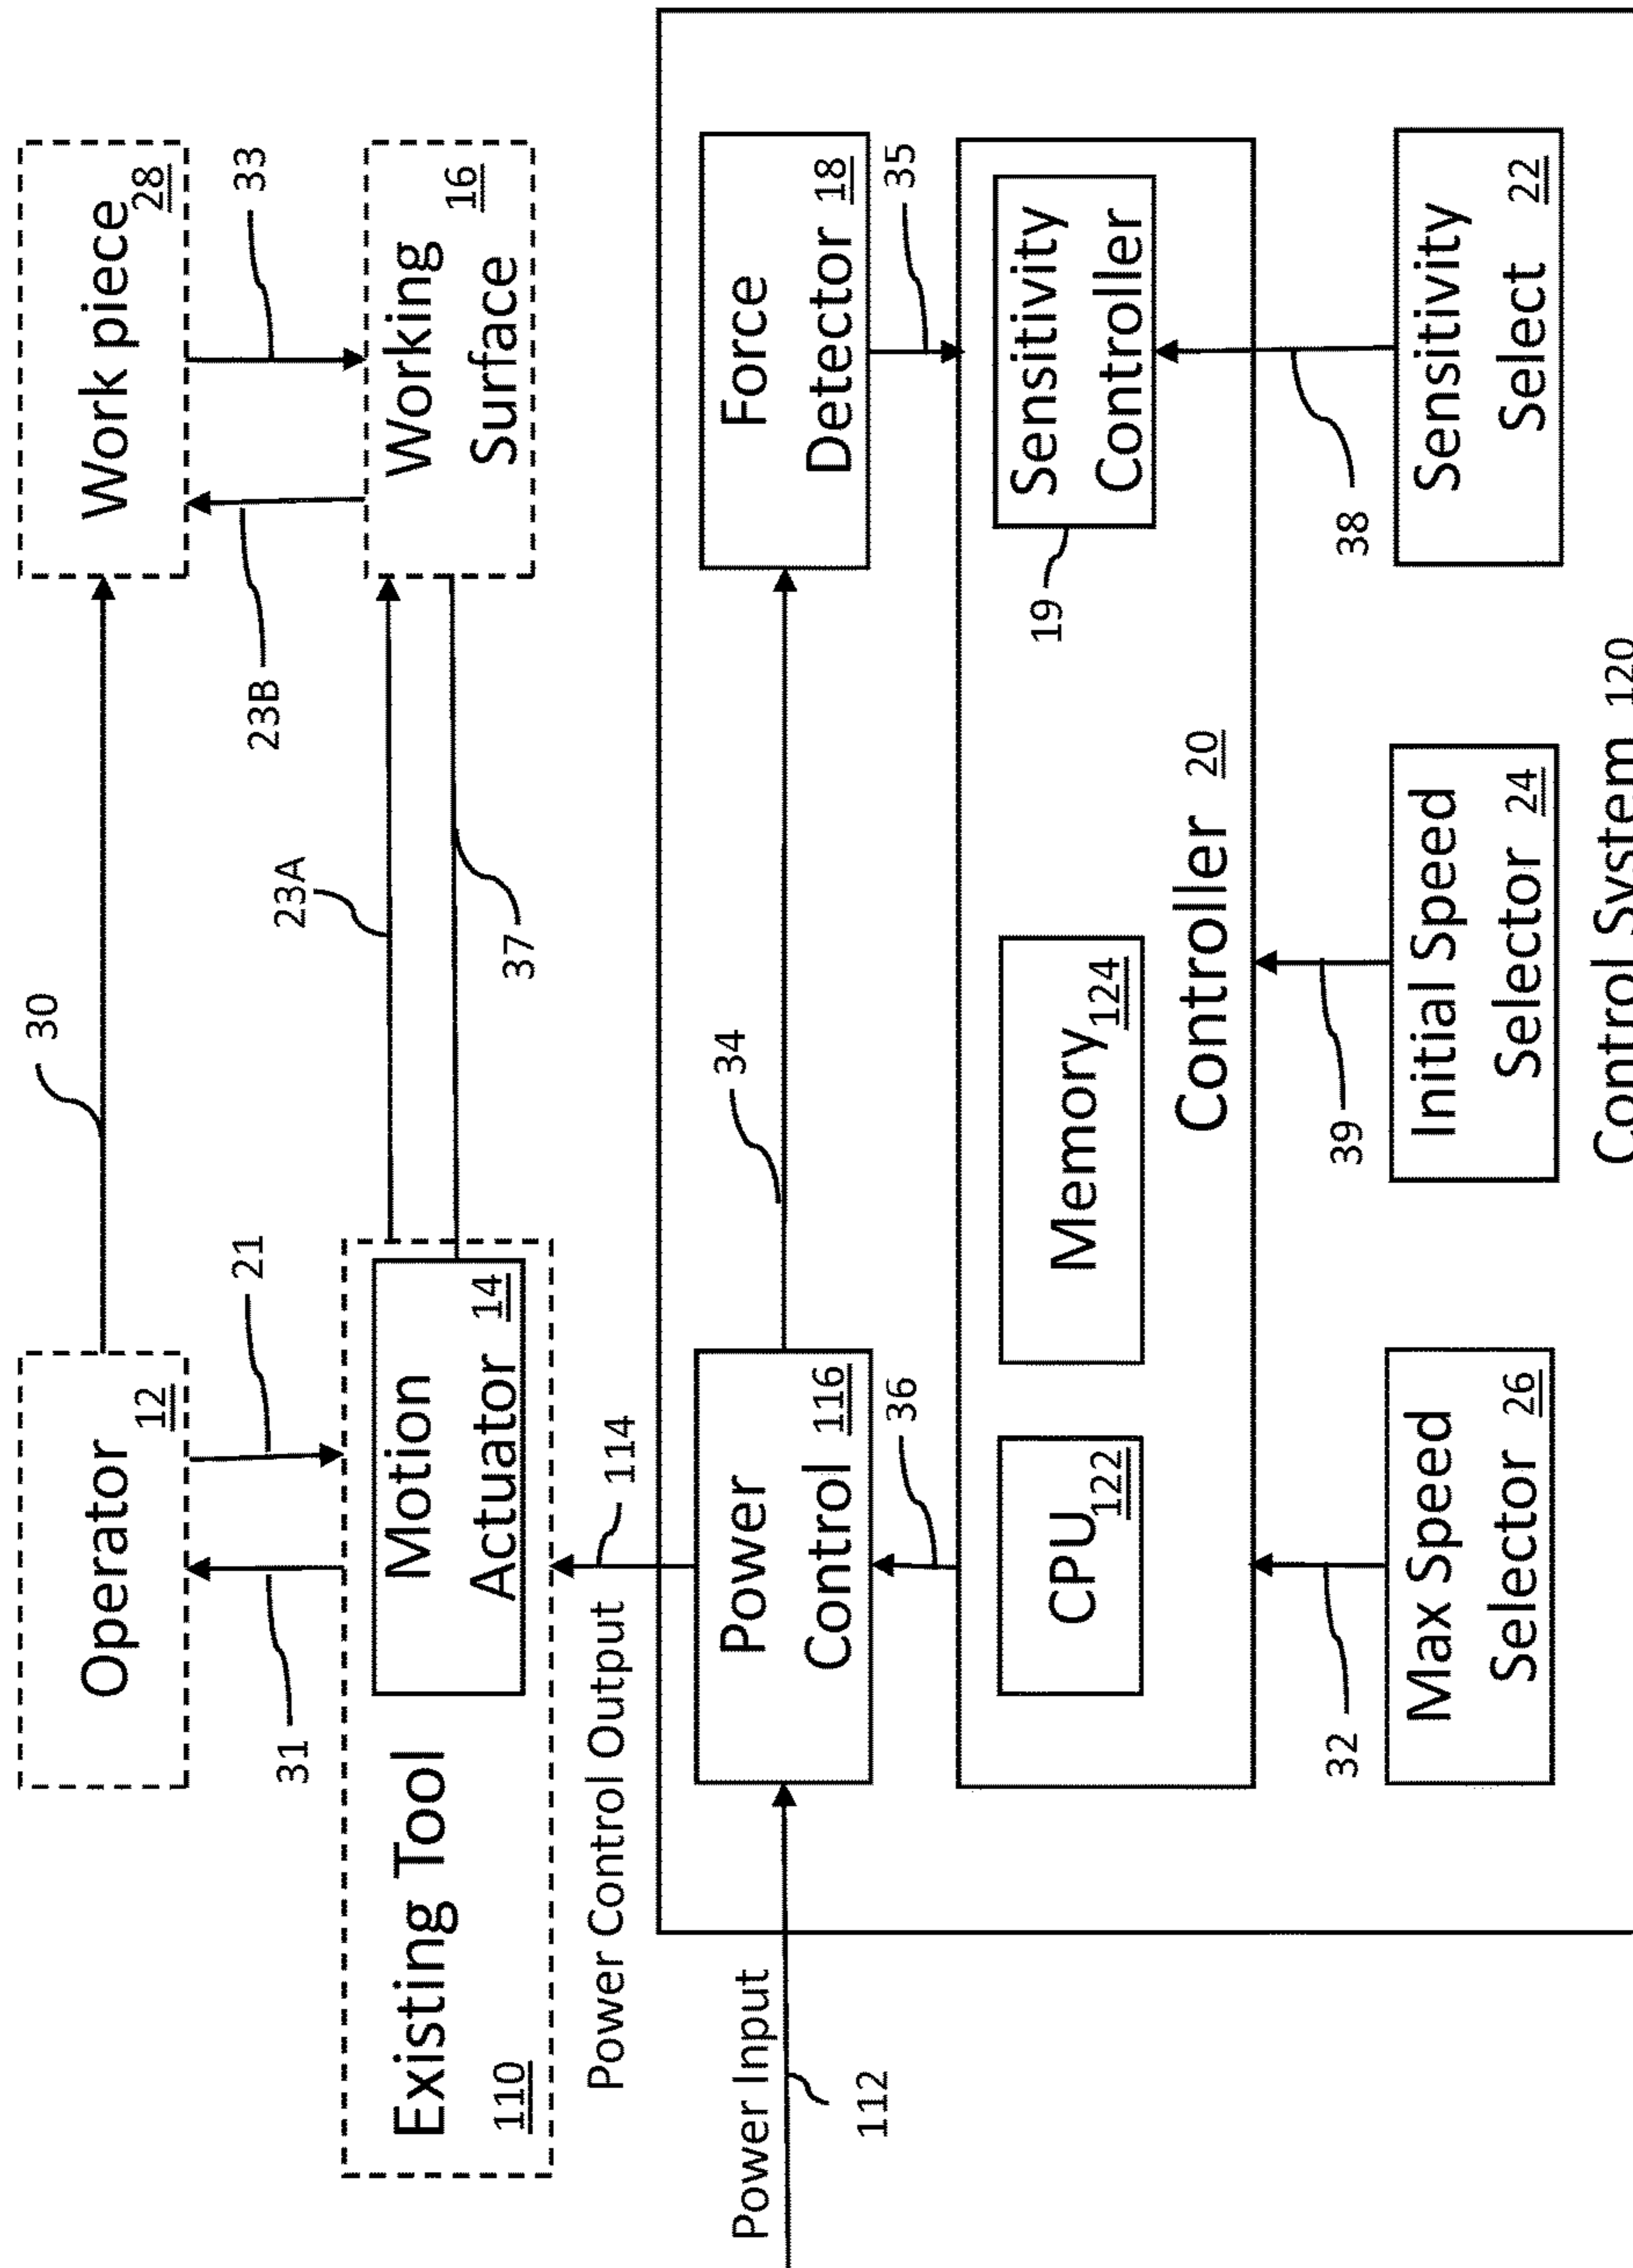 Operator
12
30
Work piece
28
31
21
23B
33
Existing Tool
110
Motion
Actuator 14
23A
37
Working
Surface
16
Power Control Output
114
Power Input
112
Power
Control 116
34
Force
Detector 18
36
35
CPU
122
Memory
124
19
Sensitivity
Controller
Controller 20
32
39
38
Max Speed
Selector 26
Initial Speed
Selector 24
Sensitivity
Select 22
Control System 120